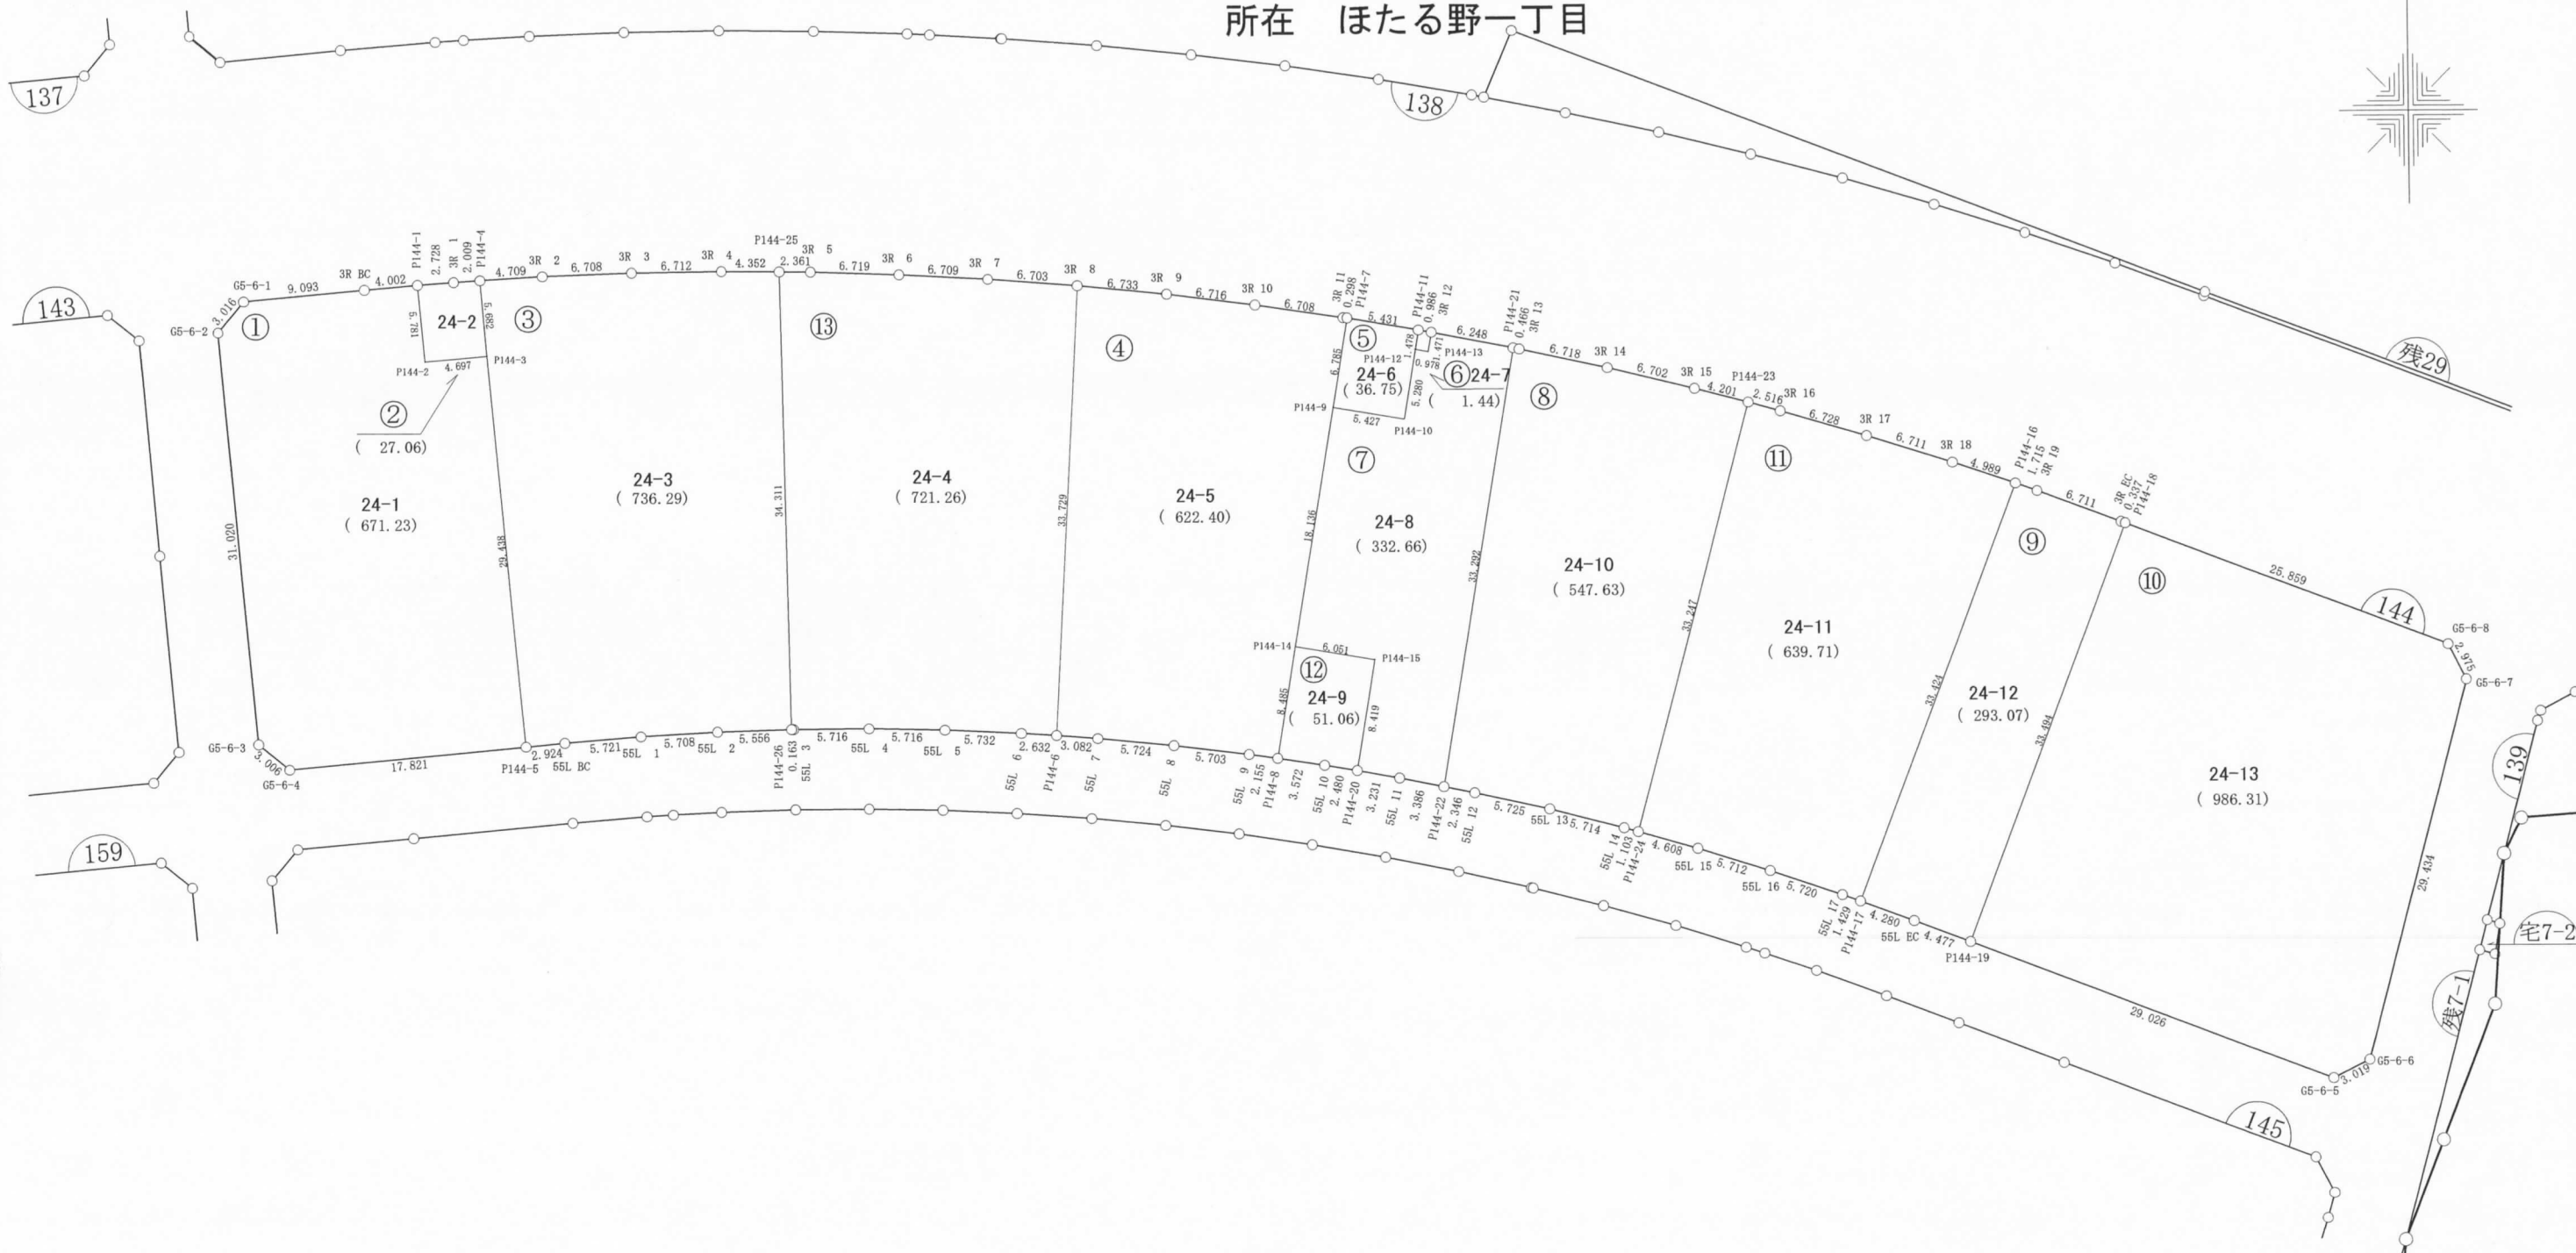 所在　ほたる野一丁目
137
138
143
残29
G5-6-1
G5-6-2
3.016
①
9.093
3R BC
4.002
P144-1
2.728
3R 1
2.009
P144-4
4.709
3R 2
6.708
3R 3
6.712
3R 4
4.352
P144-25
2.361
3R 5
6.719
3R 6
6.709
3R 7
6.703
3R 8
6.733
3R 9
6.716
3R 10
6.708
3R 11
0.298
P144-7
5.431
P144-11
0.986
3R 12
6.248
P144-21
0.466
3R 13
6.718
3R 14
6.702
3R 15
4.201
P144-23
2.516
3R 16
6.728
3R 17
6.711
3R 18
4.989
P144-16
1.715
3R 19
6.711
3R EC
0.337
P144-18
25.859
144
G5-6-8
2.975
G5-6-7
5.781
24-2
5.682
③
P144-2
4.697
P144-3
②
( 27.06)
24-1
( 671.23)
31.020
29.438
24-3
( 736.29)
34.311
⑬
24-4
( 721.26)
33.729
④
24-5
( 622.40)
⑤
6.785
P144-12
1.478
1.471
P144-13
0.978
24-6
( 36.75)
5.280
⑥
24-7
( 1.44)
P144-9
5.427
P144-10
⑦
18.136
24-8
( 332.66)
33.292
⑧
24-10
( 547.63)
33.247
⑪
24-11
( 639.71)
33.424
⑨
24-12
( 293.07)
33.494
⑩
24-13
( 986.31)
29.434
P144-14
6.051
P144-15
⑫
24-9
( 51.06)
8.485
8.419
G5-6-3
3.006
G5-6-4
17.821
P144-5
2.924
55L BC
5.721
55L 1
5.708
55L 2
5.556
P144-26
0.163
55L 3
5.716
55L 4
5.716
55L 5
5.732
55L 6
2.632
P144-6
3.082
55L 7
5.724
55L 8
5.703
55L 9
2.155
P144-8
3.572
55L 10
2.480
P144-20
3.231
55L 11
3.386
P144-22
2.346
55L 12
5.725
55L 13
5.714
55L 14
1.103
P144-24
4.608
55L 15
5.712
55L 16
5.720
55L 17
1.429
P144-17
4.280
55L EC
4.477
P144-19
29.026
G5-6-5
3.019
G5-6-6
159
145
139
宅7-2
残7-1